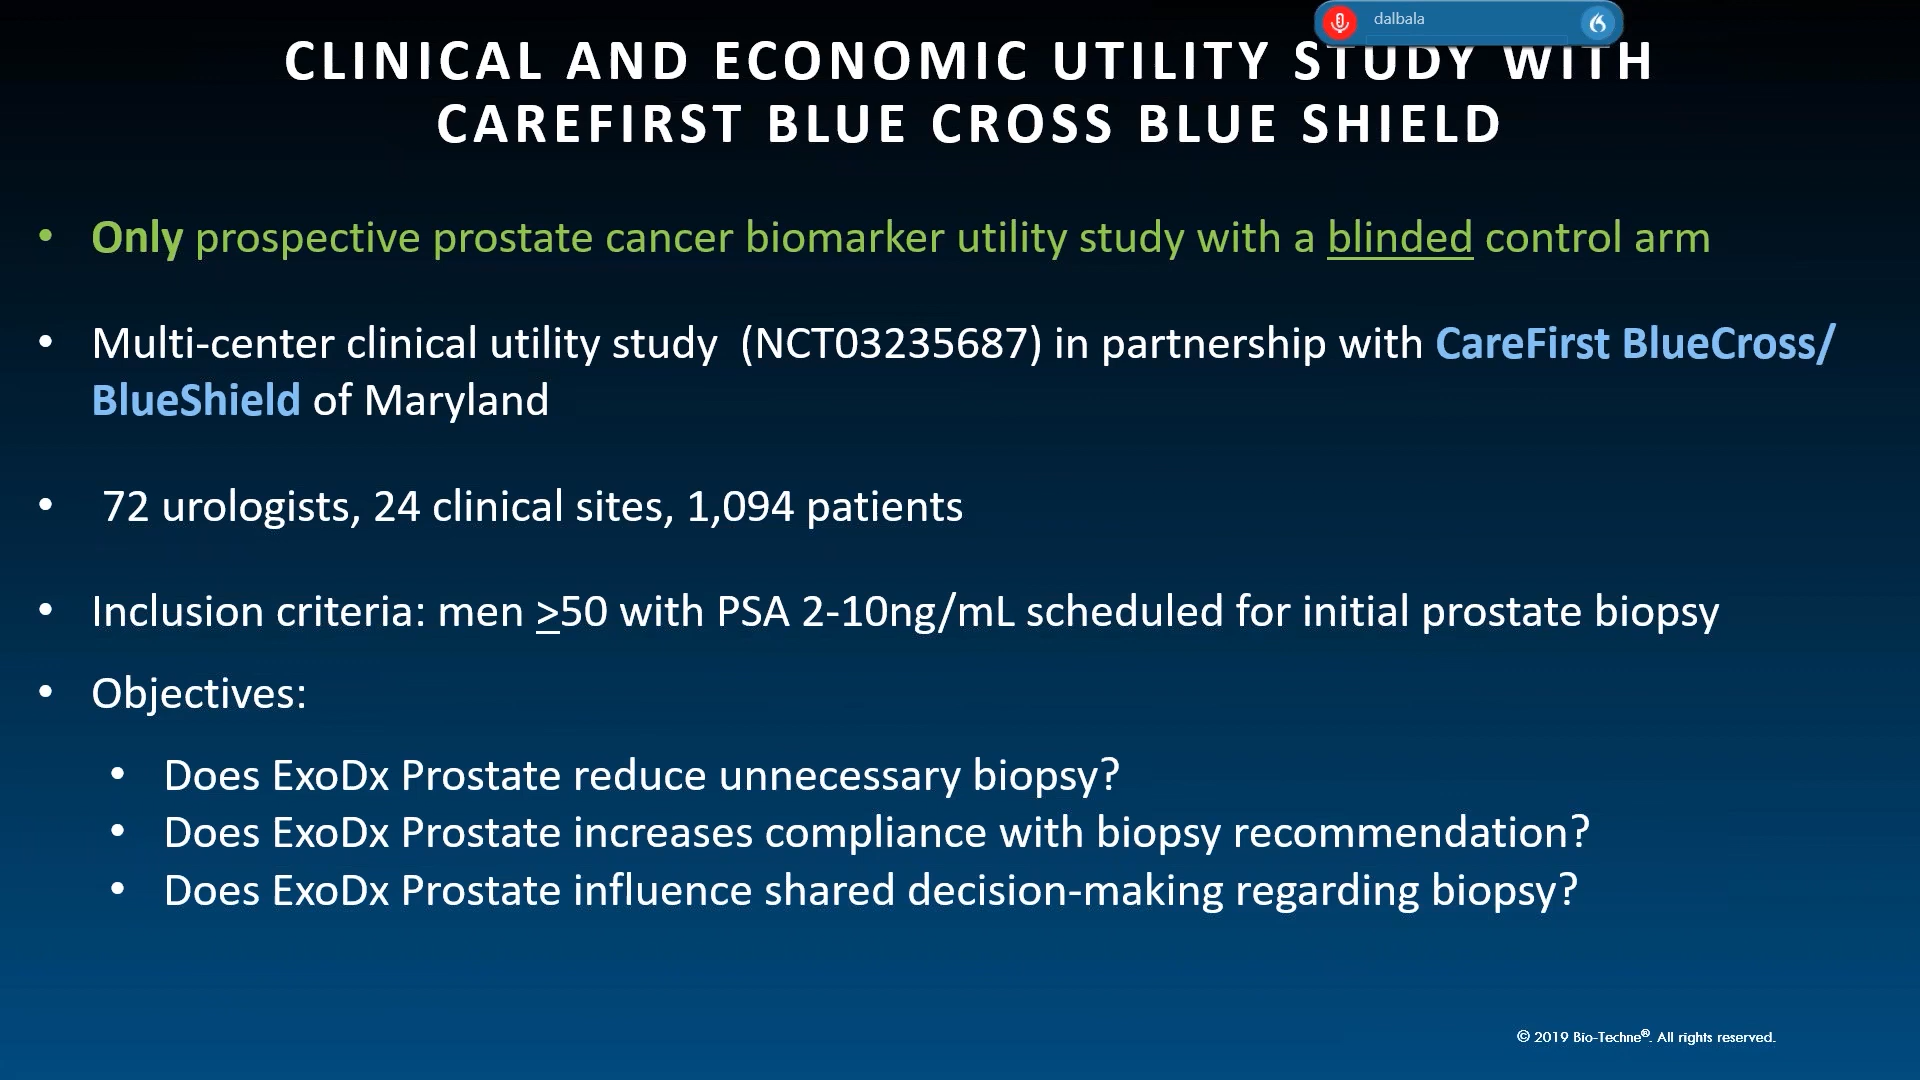 dalbala
CLINICAL AND ECONOMIC UTILITY STUDY WITH
CAREFIRST BLUE CROSS BLUE SHIELD
• Only prospective prostate cancer biomarker utility study with a blinded control arm
• Multi-center clinical utility study (NCT03235687) in partnership with CareFirst BlueCross/
BlueShield of Maryland
• 72 urologists, 24 clinical sites, 1,094 patients
• Inclusion criteria: men >50 with PSA 2-10ng/mL scheduled for initial prostate biopsy
• Objectives:
• Does ExoDx Prostate reduce unnecessary biopsy?
• Does ExoDx Prostate increases compliance with biopsy recommendation?
• Does ExoDx Prostate influence shared decision-making regarding biopsy?
© 2019 Bio-Techne®. All rights reserved.